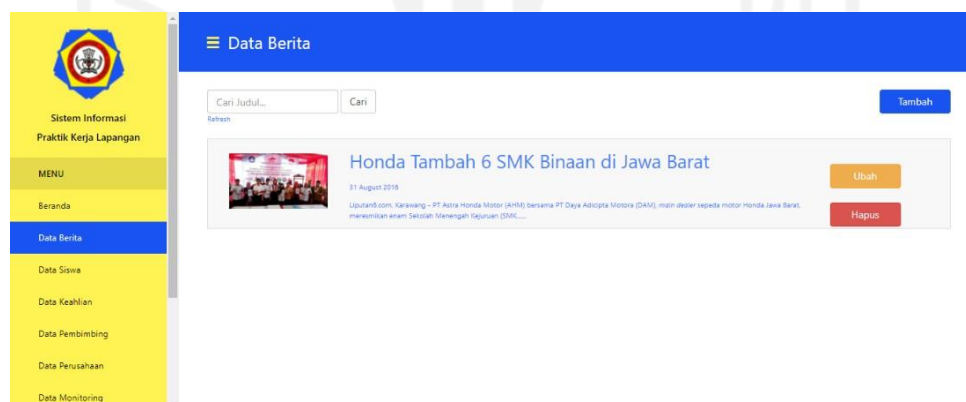 Sistem Informasi
Praktik Kerja Lapangan
MENU
Beranda
Data Berita
Data Siswa
Data Keahlian
Data Pembimbing
Data Perusahaan
Data Monitoring
☰ Data Berita
Cari Judul...
Cari
Tambah
Refresh
Honda Tambah 6 SMK Binaan di Jawa Barat
31 August 2016
Liputan6.com, Karawang – PT Astra Honda Motor (AHM) bersama PT Daya Adicipta Motora (DAM), main dealer sepeda motor Honda Jawa Barat,
meresmikan enam Sekolah Menengah Kejuruan (SMK,.....
Ubah
Hapus